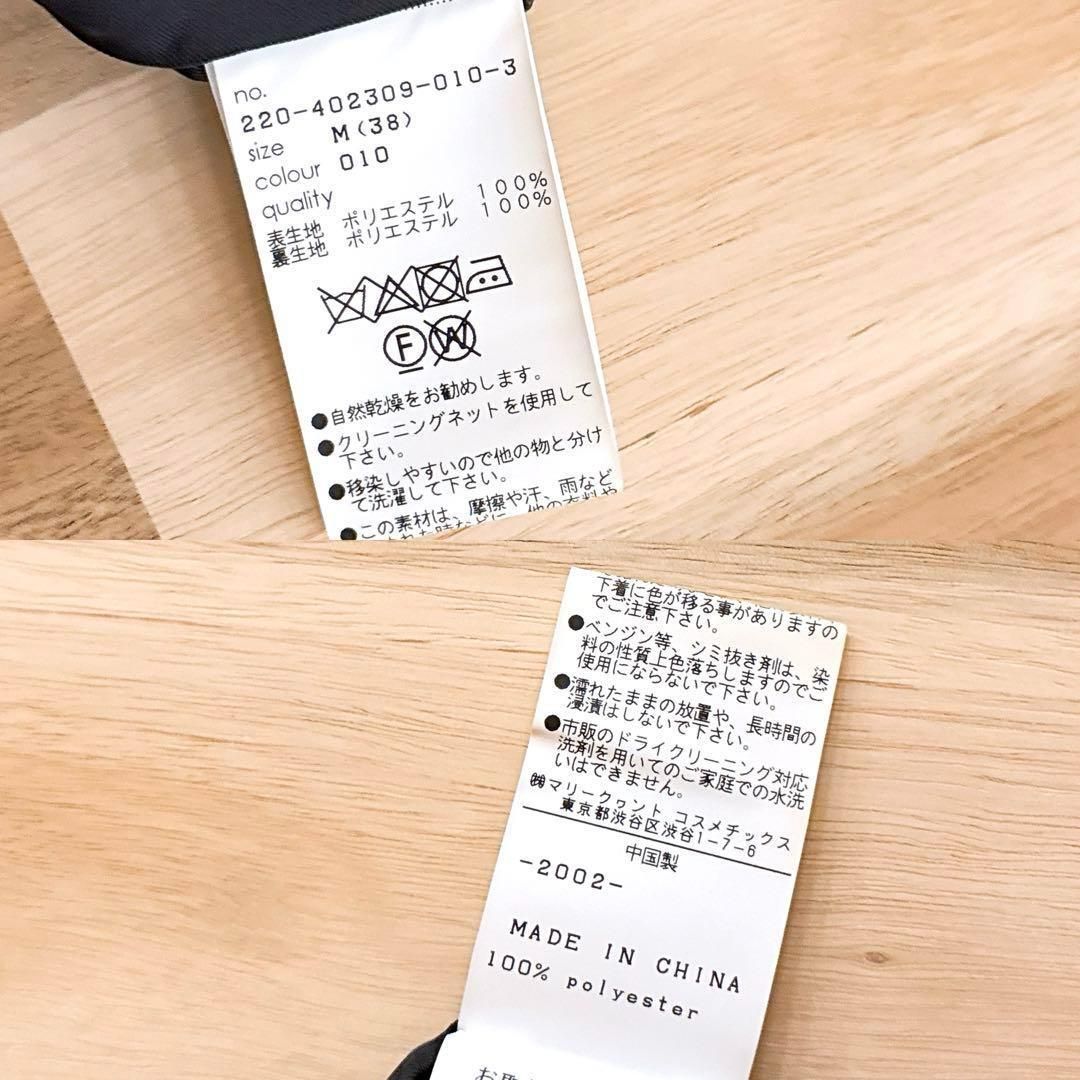 no.
220-402309-010-3
size M(38)
colour 010
quality
表生地 ポリエステル 100%
裏生地 ポリエステル 100%
F W
●自然乾燥をお勧めします。
●クリーニングネットを使用して
下さい。
●移染しやすいので他の物と分け
て洗濯して下さい。
●この素材は、摩擦や汗、雨など
下着に色が移る事がありますの
でご注意下さい。
●ベンジン等、シミ抜き剤は、染
料の性質上色落ちしますのでご
使用にならないで下さい。
●濡れたままの放置や、長時間の
浸漬はしないで下さい。
●市販のドライクリーニング対応
洗剤を用いてのご家庭での水洗
いはできません。
㈱マリークヮント コスメチックス
東京都渋谷区渋谷1-7-6
中国製
-2002-
MADE IN CHINA
100% polyester